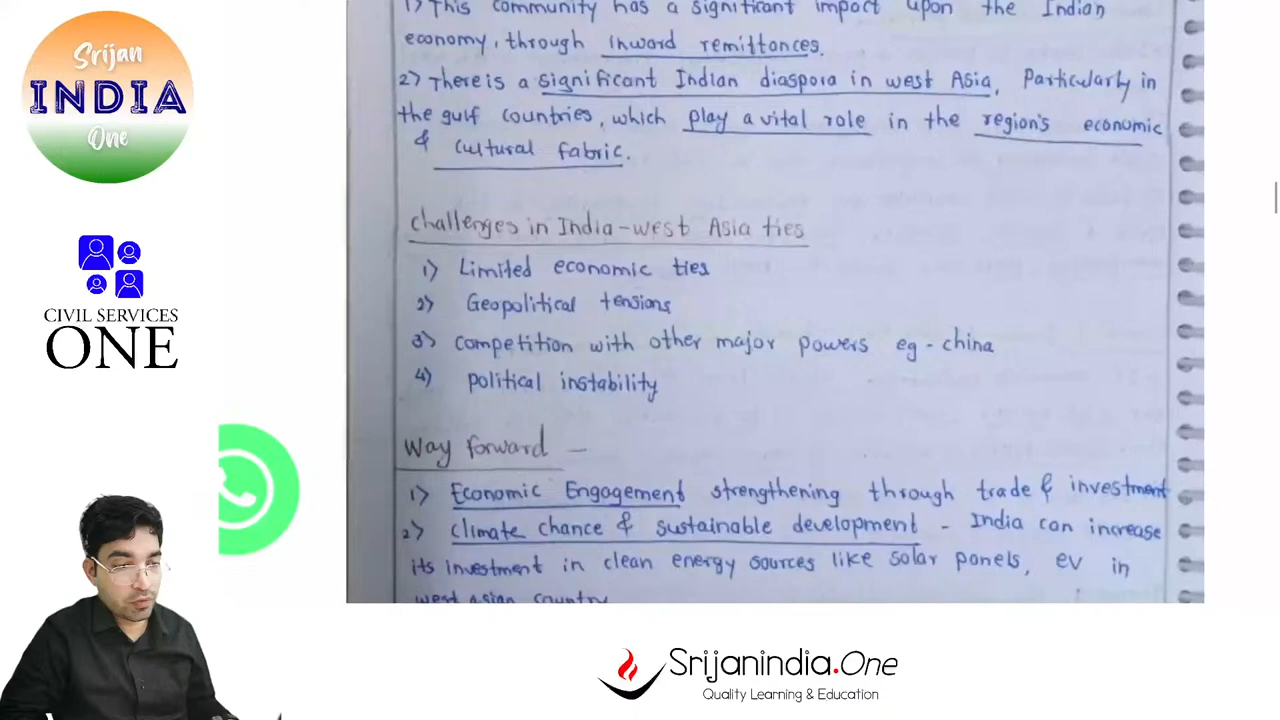 Srijan
INDIA
One
CIVIL SERVICES
ONE
1) This community has a significant impact upon the Indian
economy, through inward remittances.
2) There is a significant Indian diaspora in west Asia, Particularly in
the gulf countries, which play a vital role in the region's economic
& cultural fabric.
challenges in India-west Asia ties
1) Limited economic ties
2) Geopolitical tensions
3) competition with other major powers eg - china
4) political instability
Way forward -
1) Economic Engagement strengthening through trade & investment
2) climate chance & sustainable development - India can increase
its investment in clean energy sources like solar panels, ev in
west asian country
Srijanindia.One
Quality Learning & Education